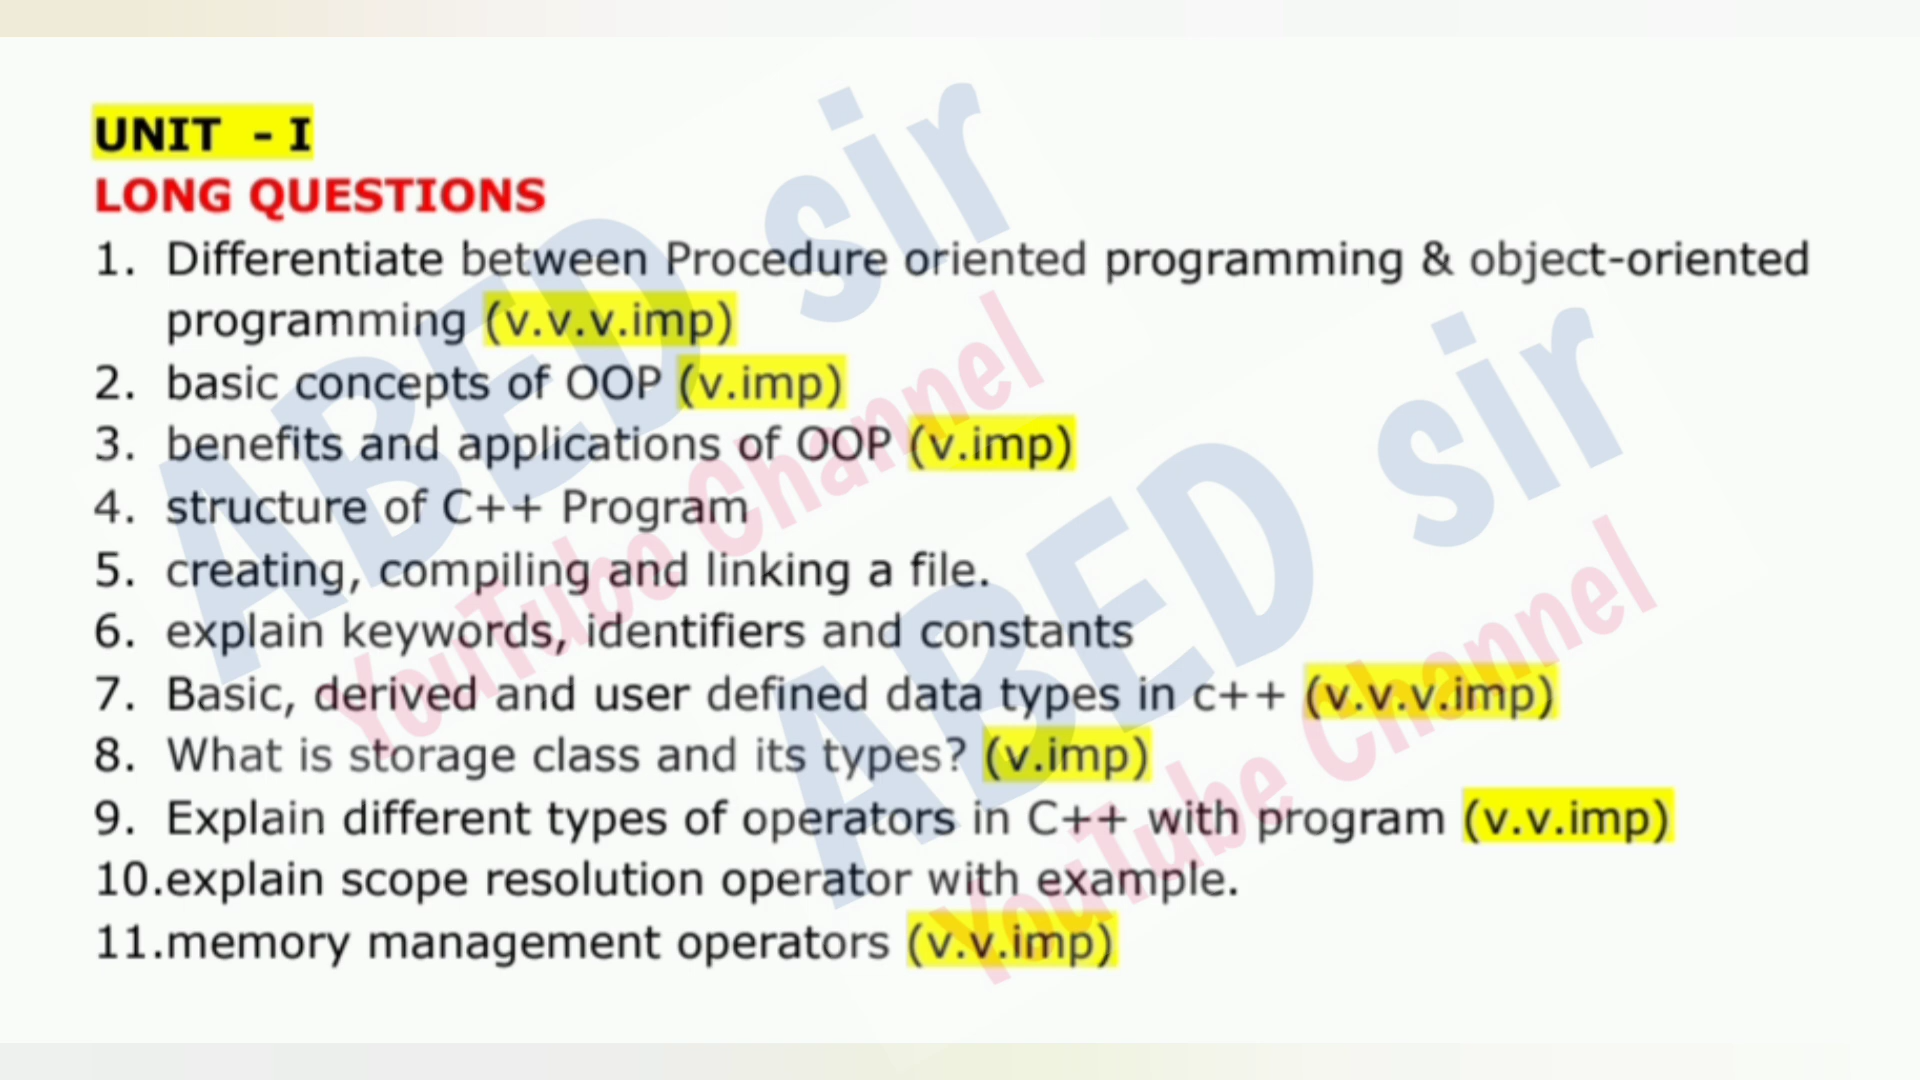 UNIT - I
LONG QUESTIONS
1. Differentiate between Procedure oriented programming & object-oriented
programming (v.v.v.imp)
2. basic concepts of OOP (v.imp)
3. benefits and applications of OOP (v.imp)
4. structure of C++ Program
5. creating, compiling and linking a file.
6. explain keywords, identifiers and constants
7. Basic, derived and user defined data types in c++ (v.v.v.imp)
8. What is storage class and its types? (v.imp)
9. Explain different types of operators in C++ with program (v.v.imp)
10.explain scope resolution operator with example.
11.memory management operators (v.v.imp)
ABED sir
YouTube Channel
ABED sir
YouTube Channel